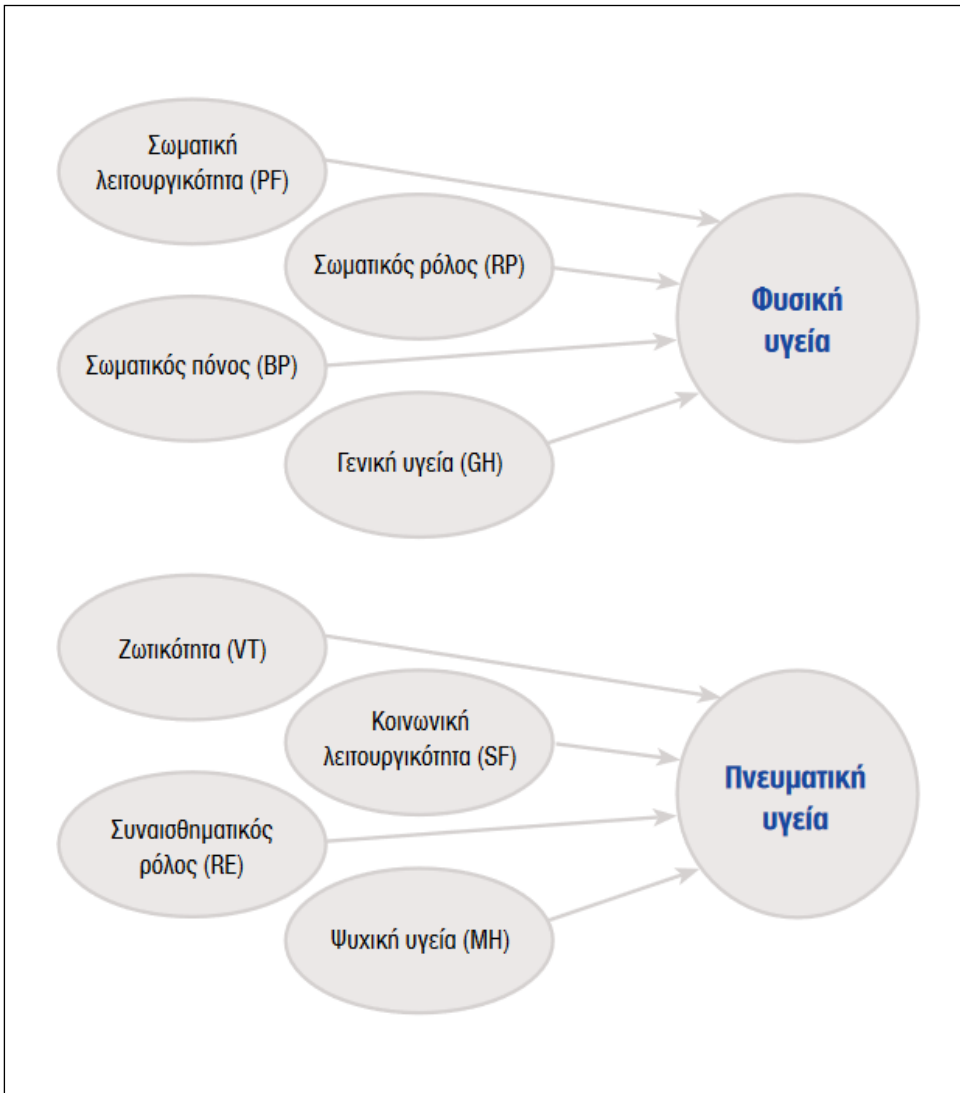 Σωματική
λειτουργικότητα (PF)
Σωματικός ρόλος (RP)
Σωματικός πόνος (BP)
Γενική υγεία (GH)
Φυσική
υγεία
Ζωτικότητα (VT)
Κοινωνική
λειτουργικότητα (SF)
Συναισθηματικός
ρόλος (RE)
Ψυχική υγεία (MH)
Πνευματική
υγεία